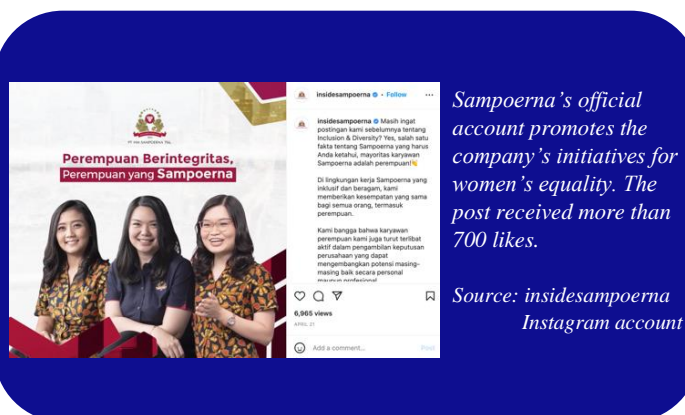 PT HM SAMPOERNA Tbk.
Perempuan Berintegritas,
Perempuan yang Sampoerna
insidesampoerna • Follow
insidesampoerna Masih ingat
postingan kami sebelumnya tentang
Inclusion & Diversity? Yes, salah satu
fakta tentang Sampoerna yang harus
Anda ketahui, mayoritas karyawan
Sampoerna adalah perempuan!
Di lingkungan kerja Sampoerna yang
inklusif dan beragam, kami
memberikan kesempatan yang sama
bagi semua orang, termasuk
perempuan.
Kami bangga bahwa karyawan
perempuan kami juga turut terlibat
aktif dalam pengambilan keputusan
perusahaan yang dapat
mengembangkan potensi masing-
masing baik secara personal
maupun profesional
6,965 views
APRIL 21
Add a comment...
Post
Sampoerna’s official
account promotes the
company’s initiatives for
women’s equality. The
post received more than
700 likes.
Source: insidesampoerna
Instagram account